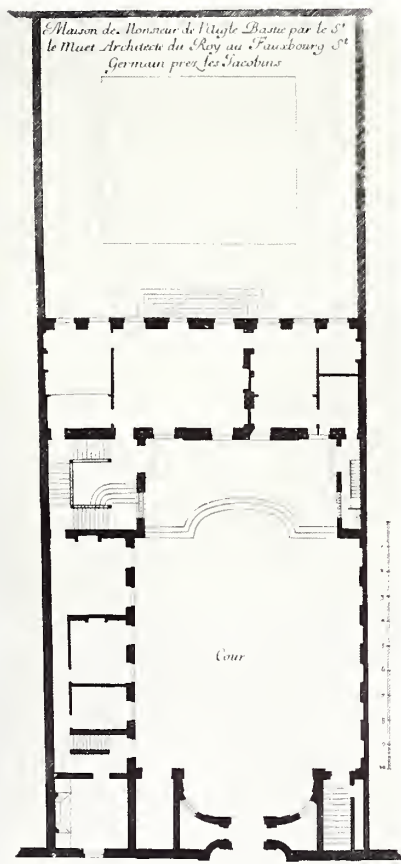 Maison de Monsieur de l'Aigle Bastie par le Sr
le Muet Architecte du Roy au Fauxbourg St
Germain prez les Jacobins
Cour